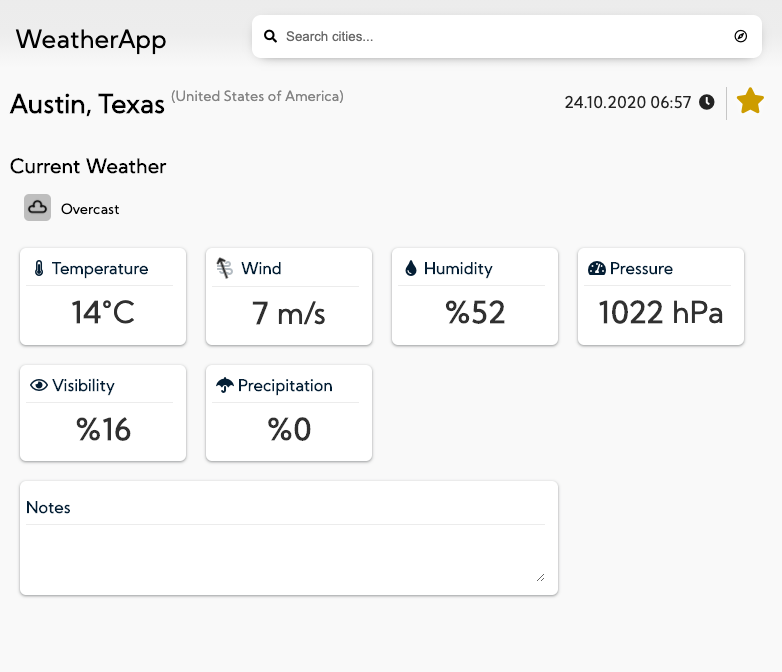 WeatherApp
Search cities...
Austin, Texas (United States of America)
24.10.2020 06:57
Current Weather
Overcast
Temperature
14°C
Wind
7 m/s
Humidity
%52
Pressure
1022 hPa
Visibility
%16
Precipitation
%0
Notes